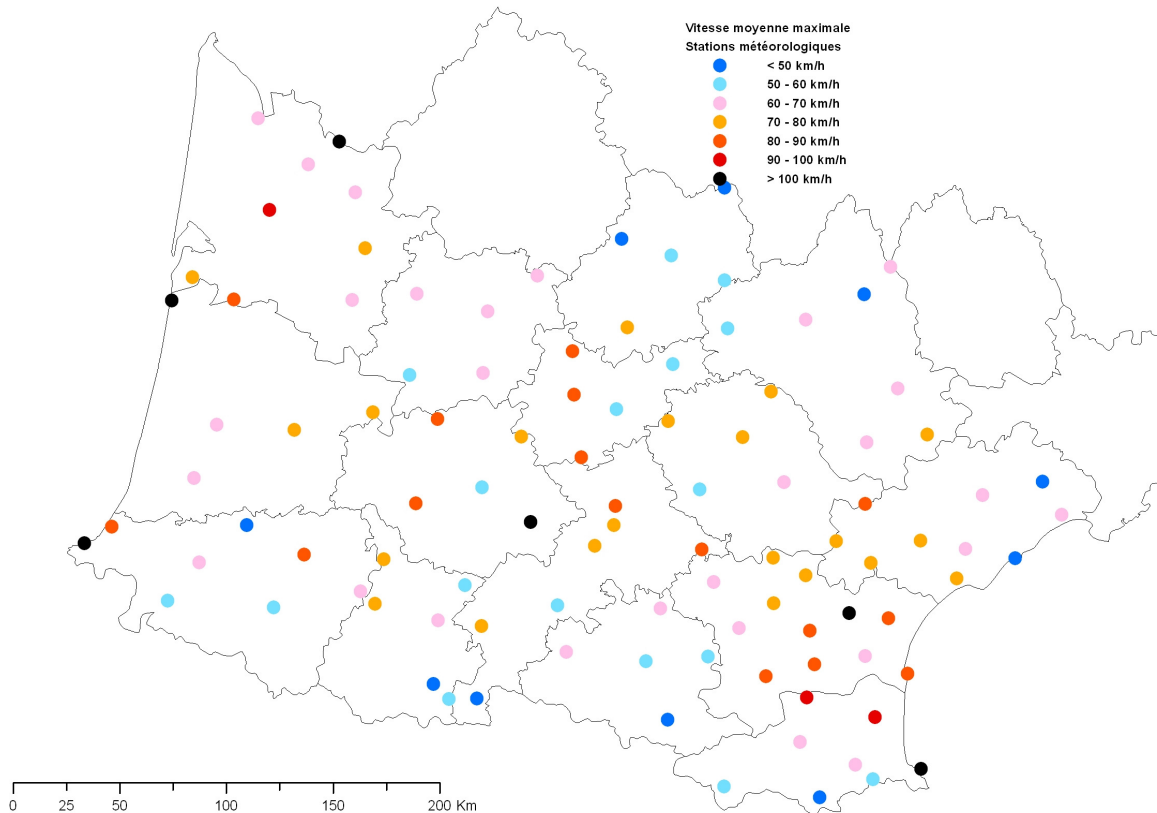 Vitesse moyenne maximale
Stations météorologiques
< 50 km/h
50 - 60 km/h
60 - 70 km/h
70 - 80 km/h
80 - 90 km/h
90 - 100 km/h
> 100 km/h
0 25 50 100 150 200 Km